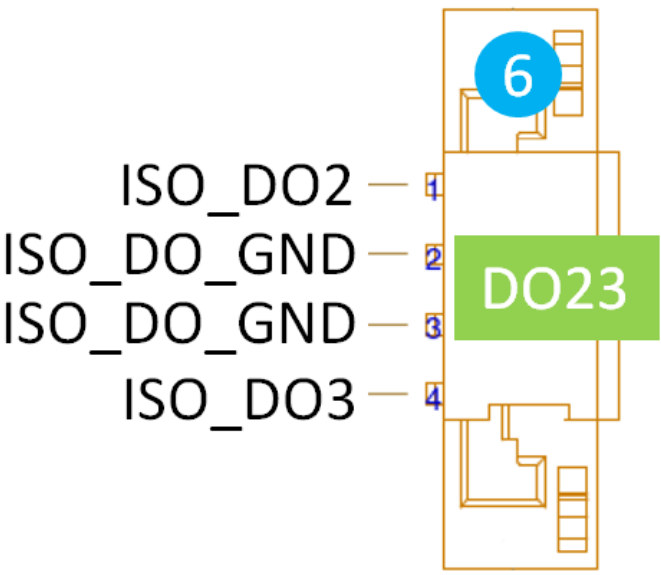 6
ISO_DO2 1
ISO_DO_GND 2
DO23
ISO_DO_GND 3
ISO_DO3 4